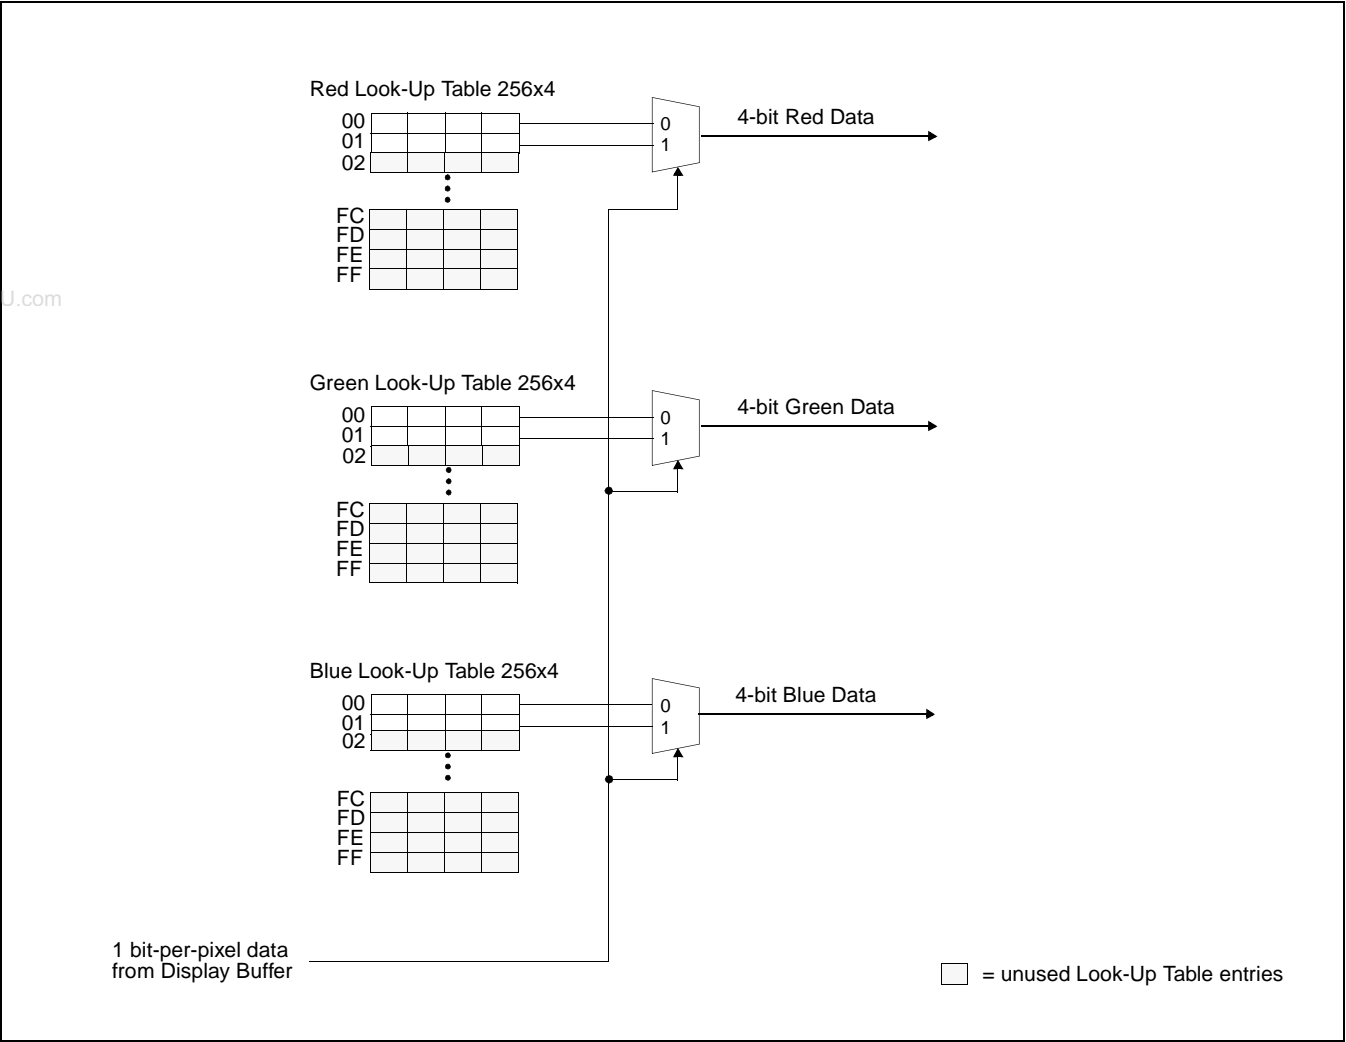 Red Look-Up Table 256x4
00
01
02
FC
FD
FE
FF
0
1
4-bit Red Data
U.com
Green Look-Up Table 256x4
00
01
02
FC
FD
FE
FF
0
1
4-bit Green Data
Blue Look-Up Table 256x4
00
01
02
FC
FD
FE
FF
0
1
4-bit Blue Data
1 bit-per-pixel data
from Display Buffer
= unused Look-Up Table entries